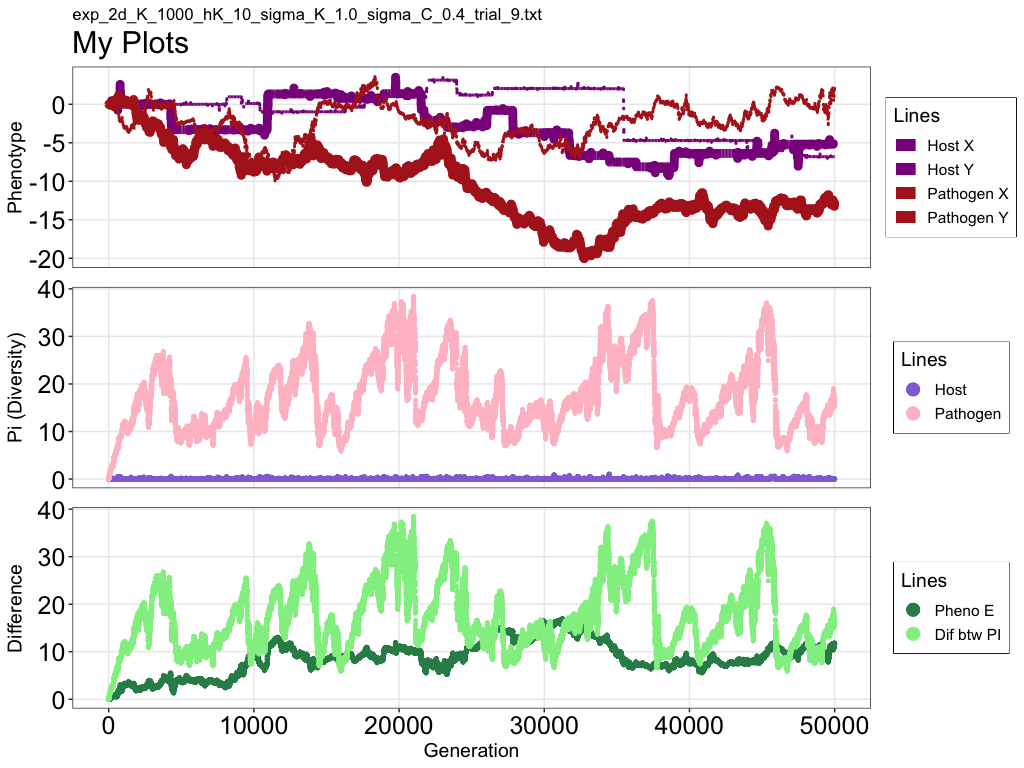 exp_2d_K_1000_hK_10_sigma_K_1.0_sigma_C_0.4_trial_9.txt
My Plots
Phenotype
0
-5
-10
-15
-20
Lines
Host X
Host Y
Pathogen X
Pathogen Y
Pi (Diversity)
40
30
20
10
0
Lines
Host
Pathogen
Difference
40
30
20
10
0
Lines
Pheno E
Dif btw PI
0 10000 20000 30000 40000 50000
Generation